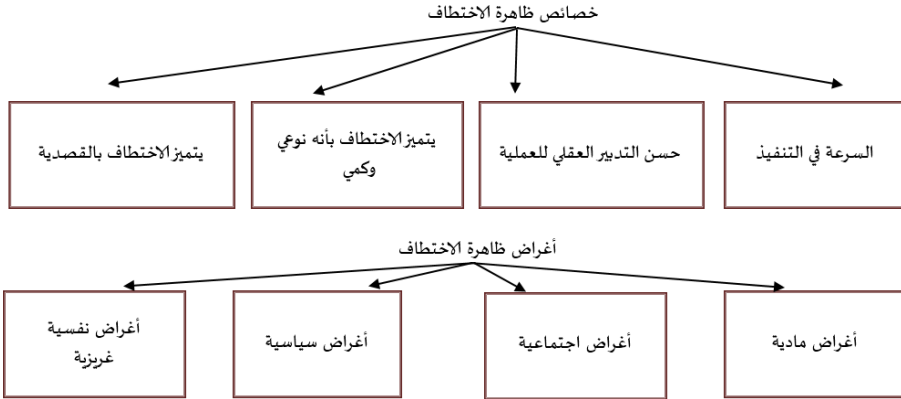 خصائص ظاهرة الاختطاف
السرعة في التنفيذ
حسن التدبير العقلي للعملية
يتميز الاختطاف بأنه نوعي
وكمي
يتميز الاختطاف بالقصدية
أغراض ظاهرة الاختطاف
أغراض مادية
أغراض اجتماعية
أغراض سياسية
أغراض نفسية
غريزية